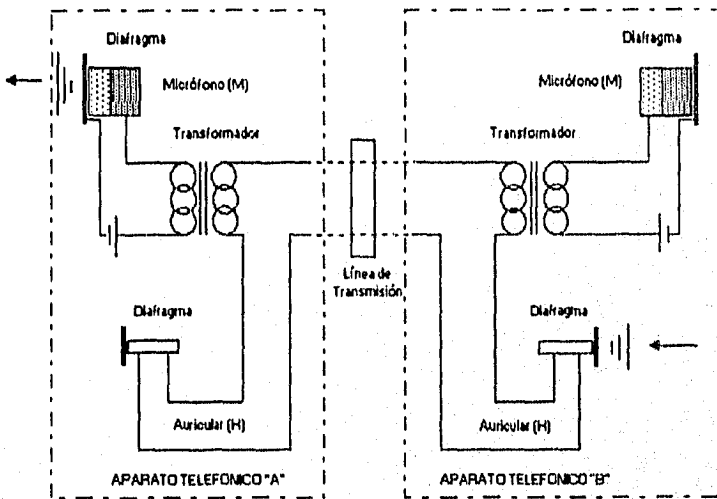 Diafragma
Micrófono (M)
Transformador
Diafragma
Auricular (H)
APARATO TELEFONICO "A"
Línea de
Transmisión
Diafragma
Micrófono (M)
Transformador
Diafragma
Auricular (H)
APARATO TELEFONICO "B"